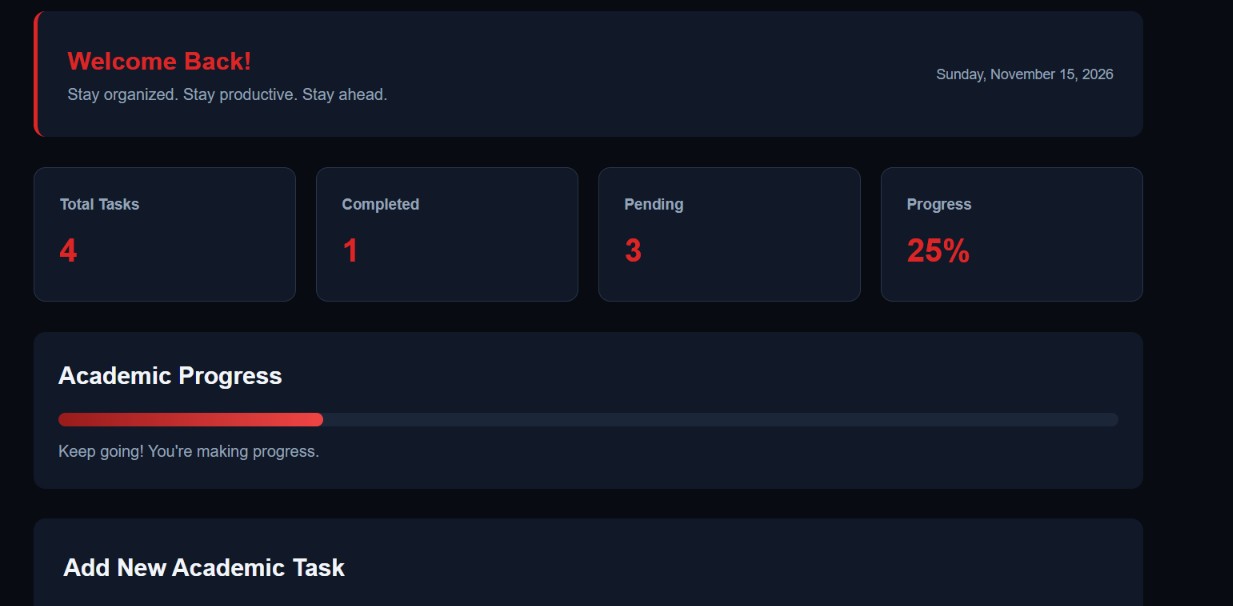 Welcome Back!
Stay organized. Stay productive. Stay ahead.
Sunday, November 15, 2026
Total Tasks
4
Completed
1
Pending
3
Progress
25%
Academic Progress
Keep going! You're making progress.
Add New Academic Task